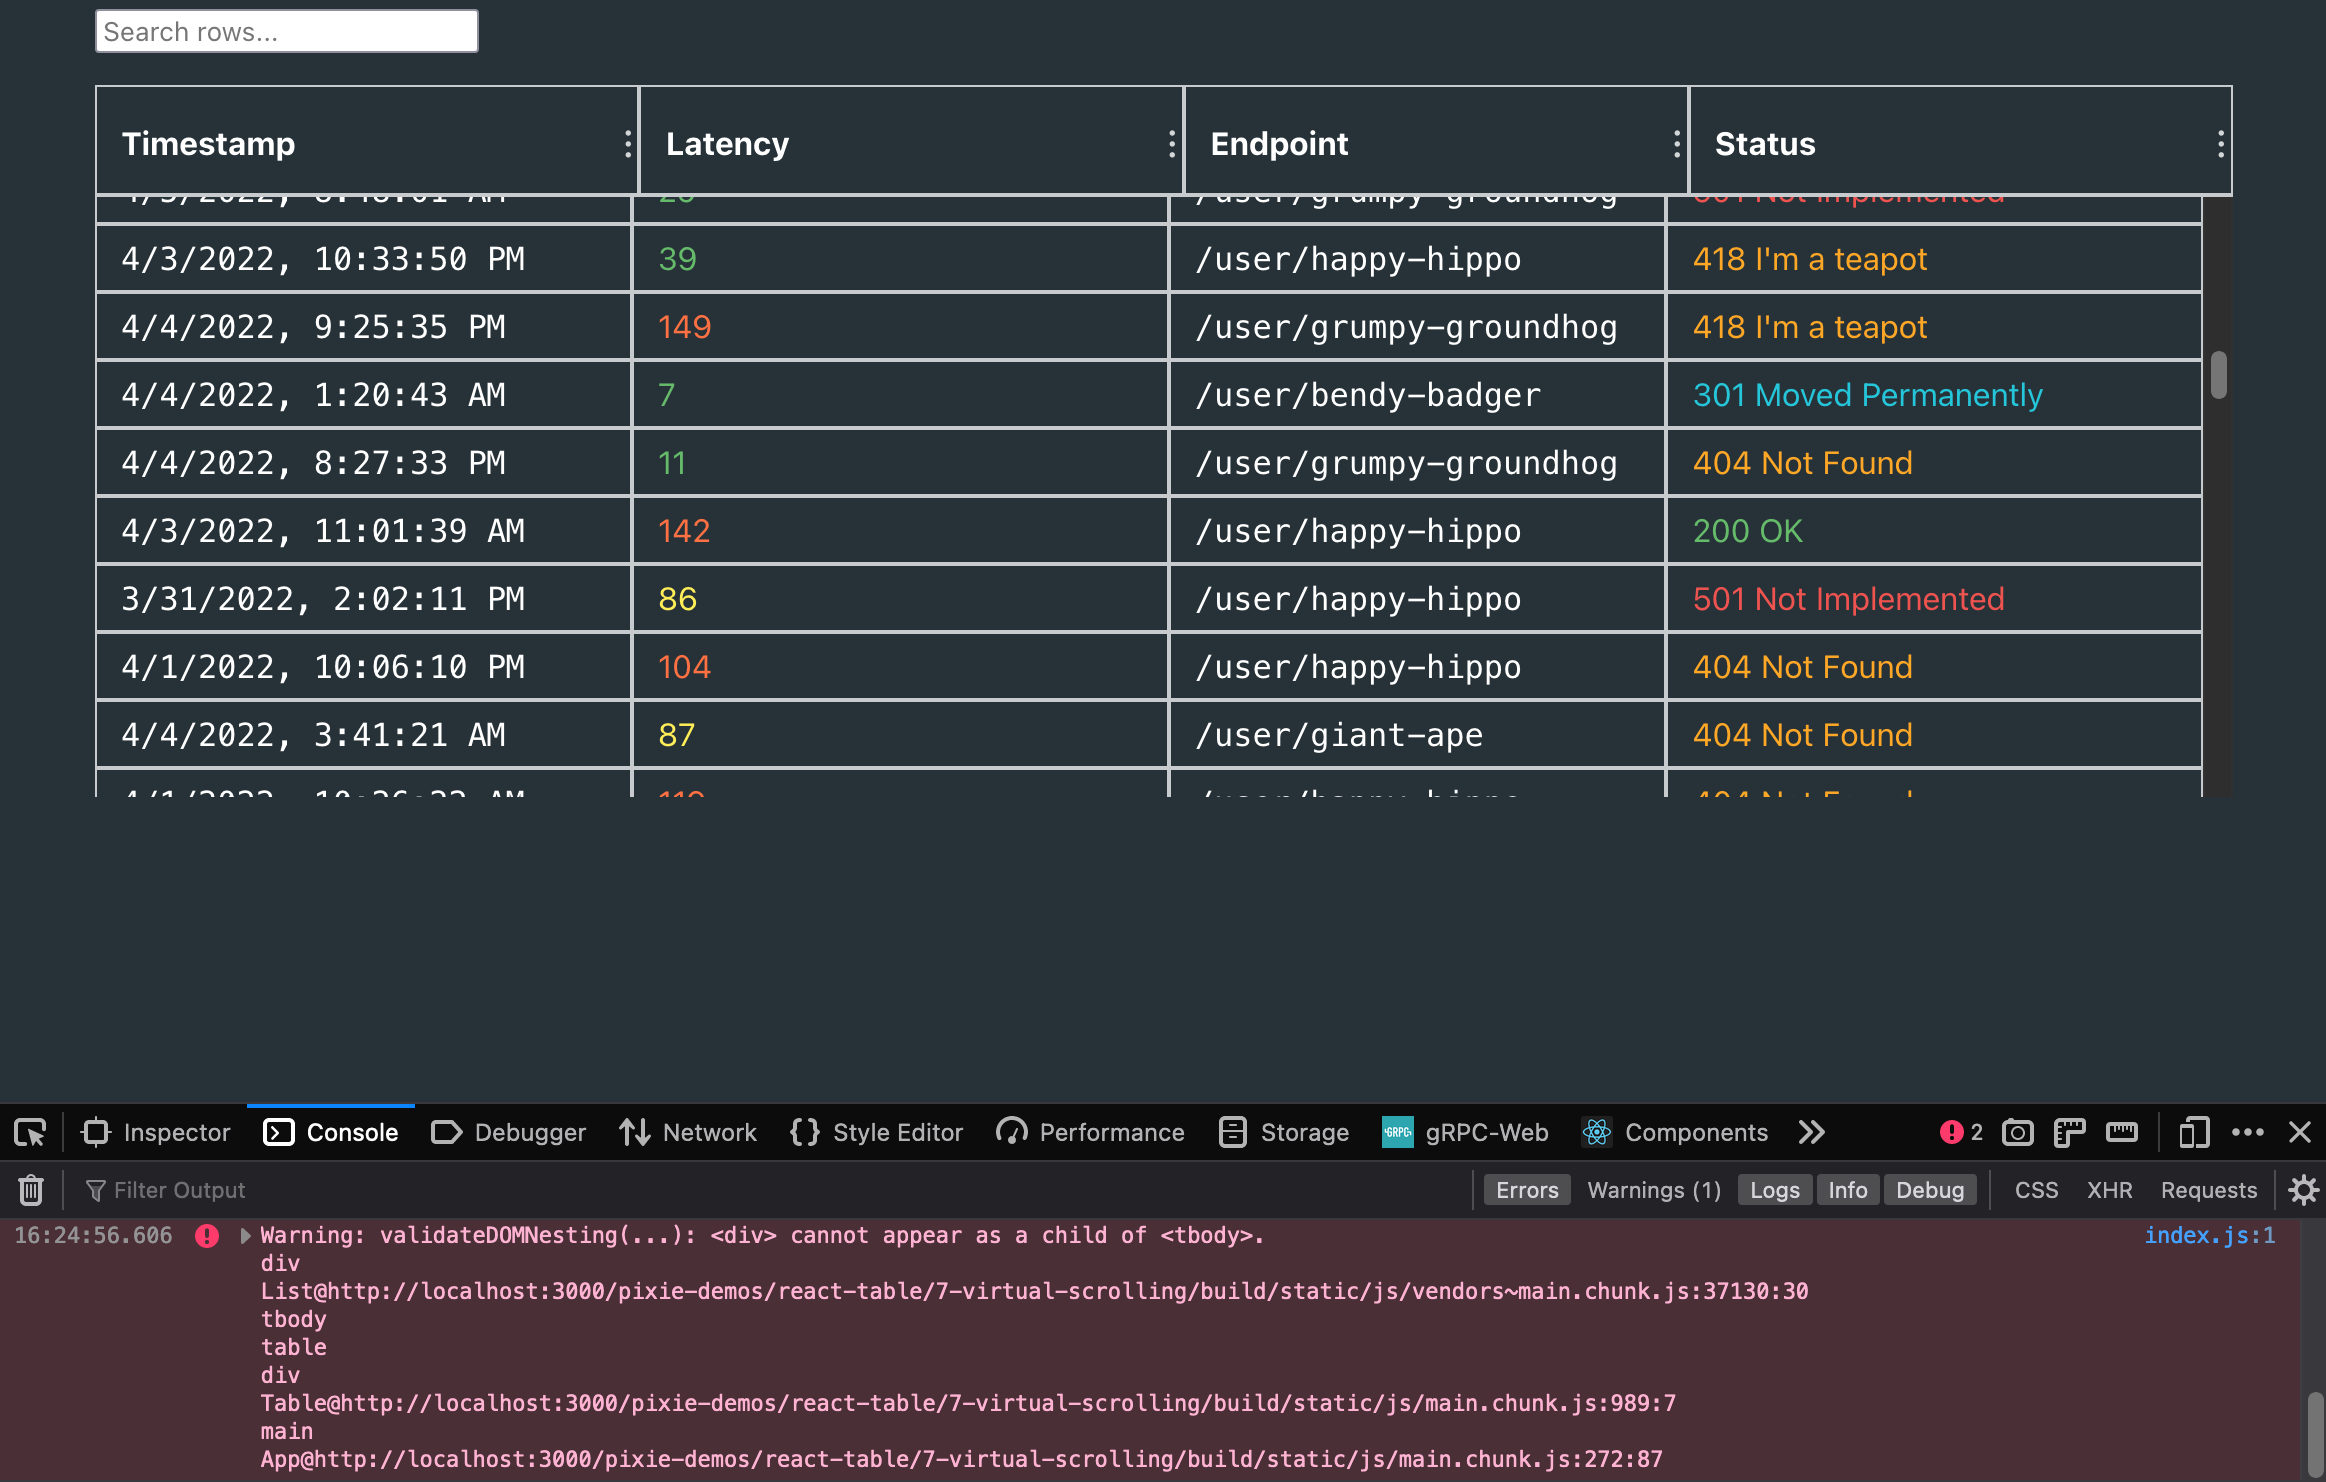 Search rows...
Timestamp Latency Endpoint Status
/user/grumpy-groundhog 501 Not Implemented
4/3/2022, 10:33:50 PM 39 /user/happy-hippo 418 I'm a teapot
4/4/2022, 9:25:35 PM 149 /user/grumpy-groundhog 418 I'm a teapot
4/4/2022, 1:20:43 AM 7 /user/bendy-badger 301 Moved Permanently
4/4/2022, 8:27:33 PM 11 /user/grumpy-groundhog 404 Not Found
4/3/2022, 11:01:39 AM 142 /user/happy-hippo 200 OK
3/31/2022, 2:02:11 PM 86 /user/happy-hippo 501 Not Implemented
4/1/2022, 10:06:10 PM 104 /user/happy-hippo 404 Not Found
4/4/2022, 3:41:21 AM 87 /user/giant-ape 404 Not Found
/user/happy-hippo 404 Not Found
Inspector Console Debugger Network Style Editor Performance Storage gRPC-Web Components 2
Filter Output Errors Warnings (1) Logs Info Debug CSS XHR Requests
16:24:56.606 Warning: validateDOMNesting(...): <div> cannot appear as a child of <tbody>. index.js:1
div
List@http://localhost:3000/pixie-demos/react-table/7-virtual-scrolling/build/static/js/vendors~main.chunk.js:37130:30
tbody
table
div
Table@http://localhost:3000/pixie-demos/react-table/7-virtual-scrolling/build/static/js/main.chunk.js:989:7
main
App@http://localhost:3000/pixie-demos/react-table/7-virtual-scrolling/build/static/js/main.chunk.js:272:87